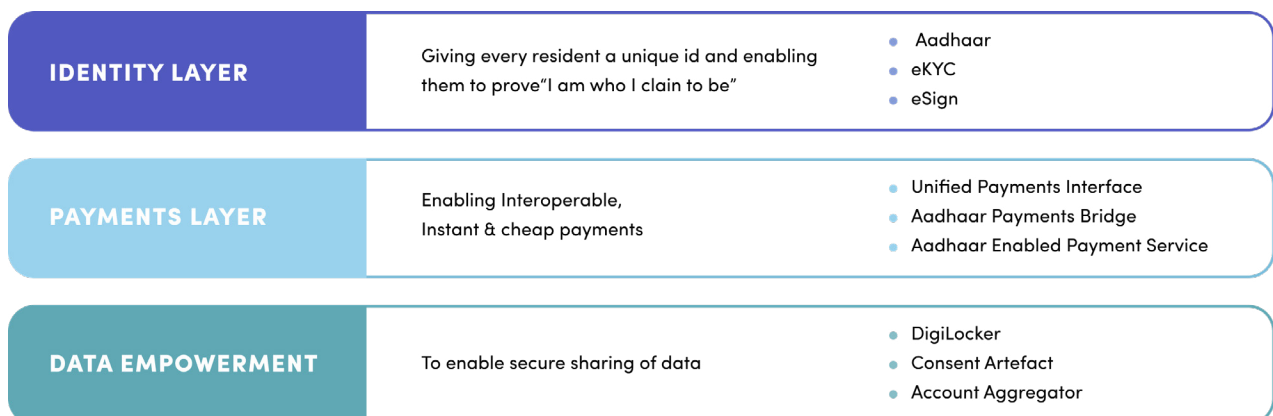 IDENTITY LAYER
Giving every resident a unique id and enabling
them to prove“I am who I clain to be”
Aadhaar
eKYC
eSign
PAYMENTS LAYER
Enabling Interoperable,
Instant & cheap payments
Unified Payments Interface
Aadhaar Payments Bridge
Aadhaar Enabled Payment Service
DATA EMPOWERMENT
To enable secure sharing of data
DigiLocker
Consent Artefact
Account Aggregator